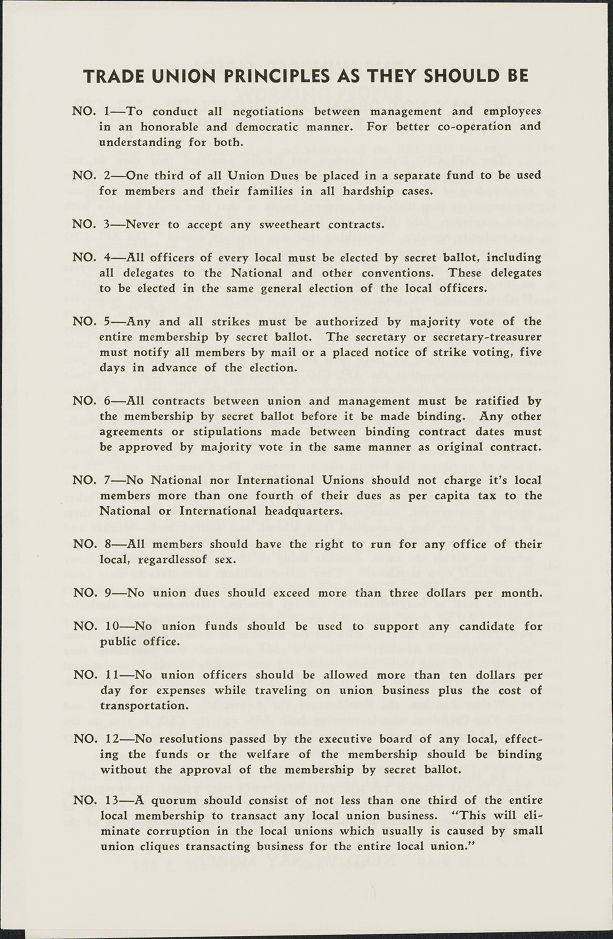 TRADE UNION PRINCIPLES AS THEY SHOULD BE
NO. 1—To conduct all negotiations between management and employees
in an honorable and democratic manner. For better co-operation and
understanding for both.
NO. 2—One third of all Union Dues be placed in a separate fund to be used
for members and their families in all hardship cases.
NO. 3—Never to accept any sweetheart contracts.
NO. 4—All officers of every local must be elected by secret ballot, including
all delegates to the National and other conventions. These delegates
to be elected in the same general election of the local officers.
NO. 5—Any and all strikes must be authorized by majority vote of the
entire membership by secret ballot. The secretary or secretary-treasurer
must notify all members by mail or a placed notice of strike voting, five
days in advance of the election.
NO. 6—All contracts between union and management must be ratified by
the membership by secret ballot before it be made binding. Any other
agreements or stipulations made between binding contract dates must
be approved by majority vote in the same manner as original contract.
NO. 7—No National nor International Unions should not charge it's local
members more than one fourth of their dues as per capita tax to the
National or International headquarters.
NO. 8—All members should have the right to run for any office of their
local, regardlessof sex.
NO. 9—No union dues should exceed more than three dollars per month.
NO. 10—No union funds should be used to support any candidate for
public office.
NO. 11—No union officers should be allowed more than ten dollars per
day for expenses while traveling on union business plus the cost of
transportation.
NO. 12—No resolutions passed by the executive board of any local, effect-
ing the funds or the welfare of the membership should be binding
without the approval of the membership by secret ballot.
NO. 13—A quorum should consist of not less than one third of the entire
local membership to transact any local union business. "This will eli-
minate corruption in the local unions which usually is caused by small
union cliques transacting business for the entire local union."